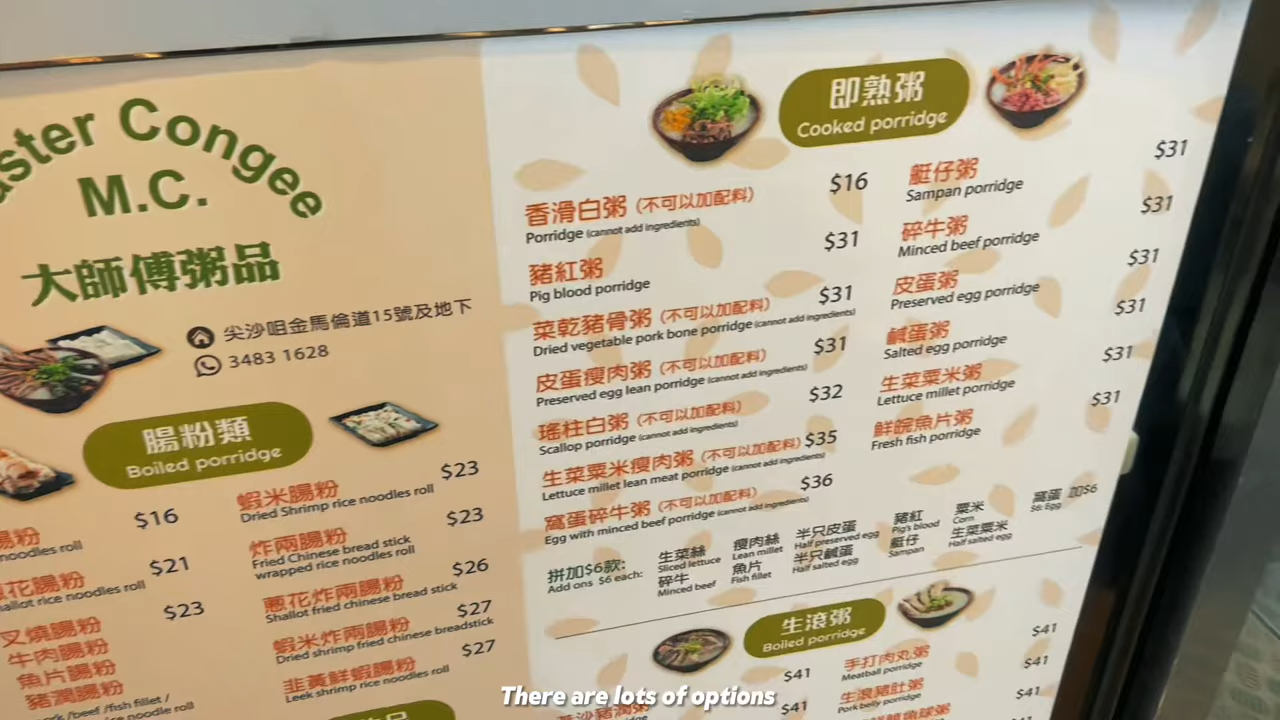 Congee
M.C.
大師傅粥品
尖沙咀金馬倫道15號及地下
3483 1628
腸粉類
Boiled porridge
$16
noodles roll
$21
rice noodles roll
$23
叉燒腸粉
牛肉腸粉
魚片腸粉
豬潤腸粉
/beef /fish fillet /
noodle roll
蝦米腸粉 $23
Dried Shrimp rice noodles roll
炸兩腸粉 $23
Fried Chinese bread stick
wrapped rice noodles roll
蔥花炸兩腸粉 $26
Shallot fried chinese bread stick
蝦米炸兩腸粉 $27
Dried shrimp fried chinese breadstick
韮黃鮮蝦腸粉 $27
Leek shrimp rice noodles roll
即熟粥
Cooked porridge
香滑白粥 (不可以加配料) $16
Porridge (cannot add ingredients)
豬紅粥 $31
Pig blood porridge
菜乾豬骨粥 (不可以加配料) $31
Dried vegetable pork bone porridge (cannot add ingredients)
皮蛋瘦肉粥 (不可以加配料) $31
Preserved egg lean porridge (cannot add ingredients)
瑤柱白粥 (不可以加配料) $32
Scallop porridge (cannot add ingredients)
生菜粟米瘦肉粥 (不可以加配料) $35
Lettuce millet lean meat porridge (cannot add ingredients)
窩蛋碎牛粥 (不可以加配料) $36
Egg with minced beef porridge (cannot add ingredients)
艇仔粥 $31
Sampan porridge
碎牛粥 $31
Minced beef porridge
皮蛋粥 $31
Preserved egg porridge
鹹蛋粥 $31
Salted egg porridge
生菜粟米粥 $31
Lettuce millet porridge
鮮皖魚片粥 $31
Fresh fish porridge
拼加$6款:
Add ons $6 each:
生菜絲
Sliced lettuce
碎牛
Minced beef
瘦肉絲
Lean millet
魚片
Fish fillet
半只皮蛋
Half preserved egg
半只鹹蛋
Half salted egg
豬紅
Pig's blood
艇仔
Sampan
粟米
Corn
生菜粟米
Half salted egg
窩蛋 加$6
Egg
生滾粥
Boiled porridge
$41
$41
手打肉丸粥 $41
Meatball porridge
生滾豬肚粥 $41
Pork belly porridge
$41
There are lots of options